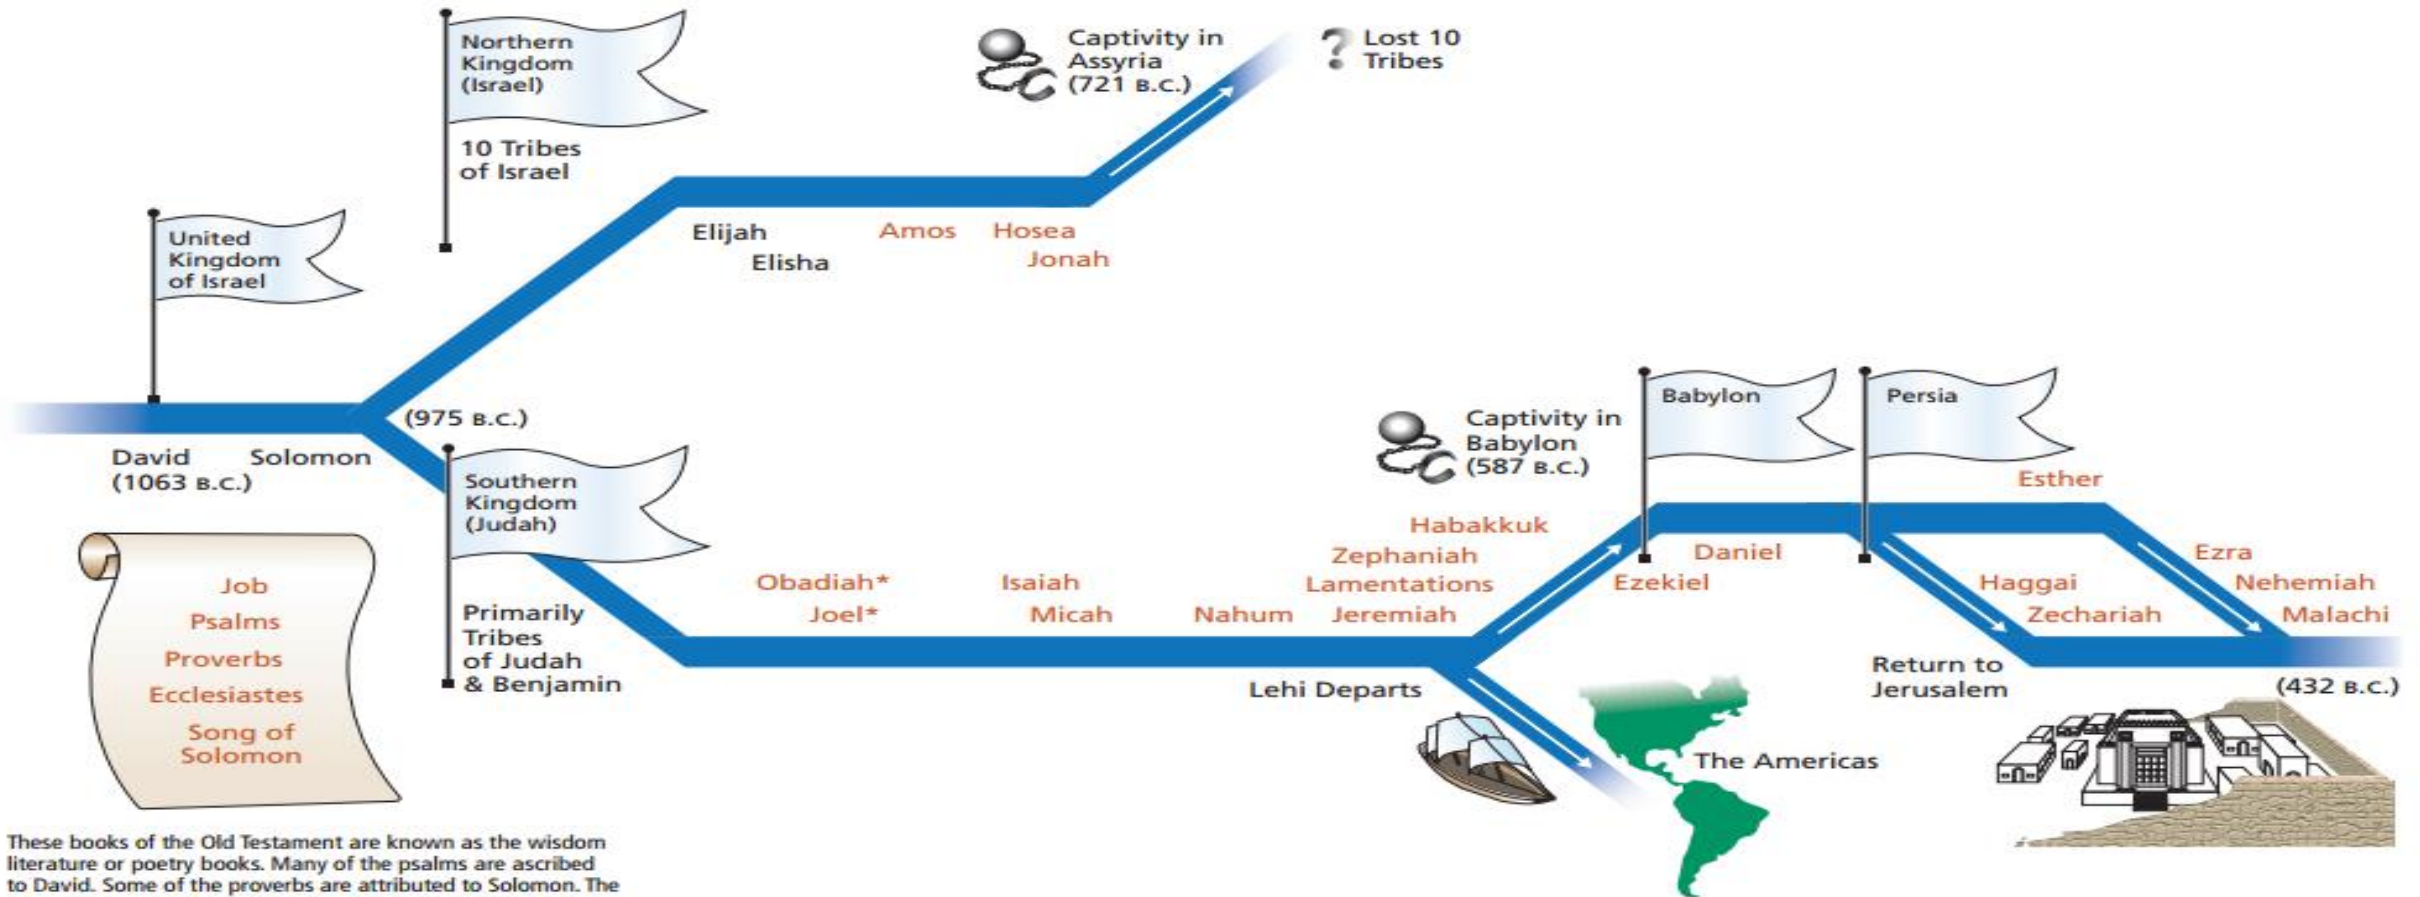 Northern
Kingdom
(Israel)
10 Tribes
of Israel
Captivity in
Assyria
(721 B.C.)
? Lost 10
Tribes
United
Kingdom
of Israel
Elijah
Elisha
Amos
Hosea
Jonah
(975 B.C.)
David
(1063 B.C.)
Solomon
Southern
Kingdom
(Judah)
Primarily
Tribes
of Judah
& Benjamin
Job
Psalms
Proverbs
Ecclesiastes
Song of
Solomon
Obadiah*
Joel*
Isaiah
Micah
Nahum
Habakkuk
Zephaniah
Lamentations
Jeremiah
Captivity in
Babylon
(587 B.C.)
Babylon
Persia
Daniel
Ezekiel
Esther
Haggai
Zechariah
Ezra
Nehemiah
Malachi
Lehi Departs
The Americas
Return to
Jerusalem
(432 B.C.)
These books of the Old Testament are known as the wisdom
literature or poetry books. Many of the psalms are ascribed
to David. Some of the proverbs are attributed to Solomon. The